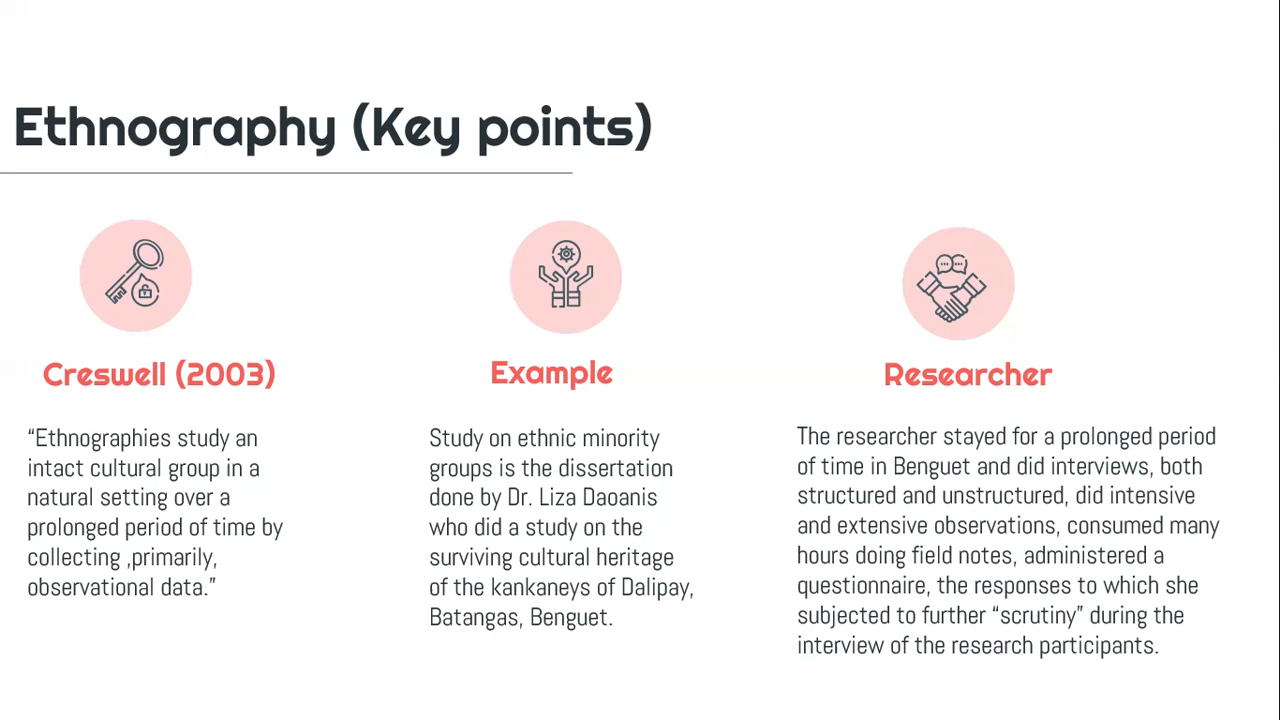 Ethnography (Key points)
Creswell (2003)
“Ethnographies study an
intact cultural group in a
natural setting over a
prolonged period of time by
collecting ,primarily,
observational data.”
Example
Study on ethnic minority
groups is the dissertation
done by Dr. Liza Daoanis
who did a study on the
surviving cultural heritage
of the kankaneys of Dalipay,
Batangas, Benguet.
Researcher
The researcher stayed for a prolonged period
of time in Benguet and did interviews, both
structured and unstructured, did intensive
and extensive observations, consumed many
hours doing field notes, administered a
questionnaire, the responses to which she
subjected to further “scrutiny” during the
interview of the research participants.